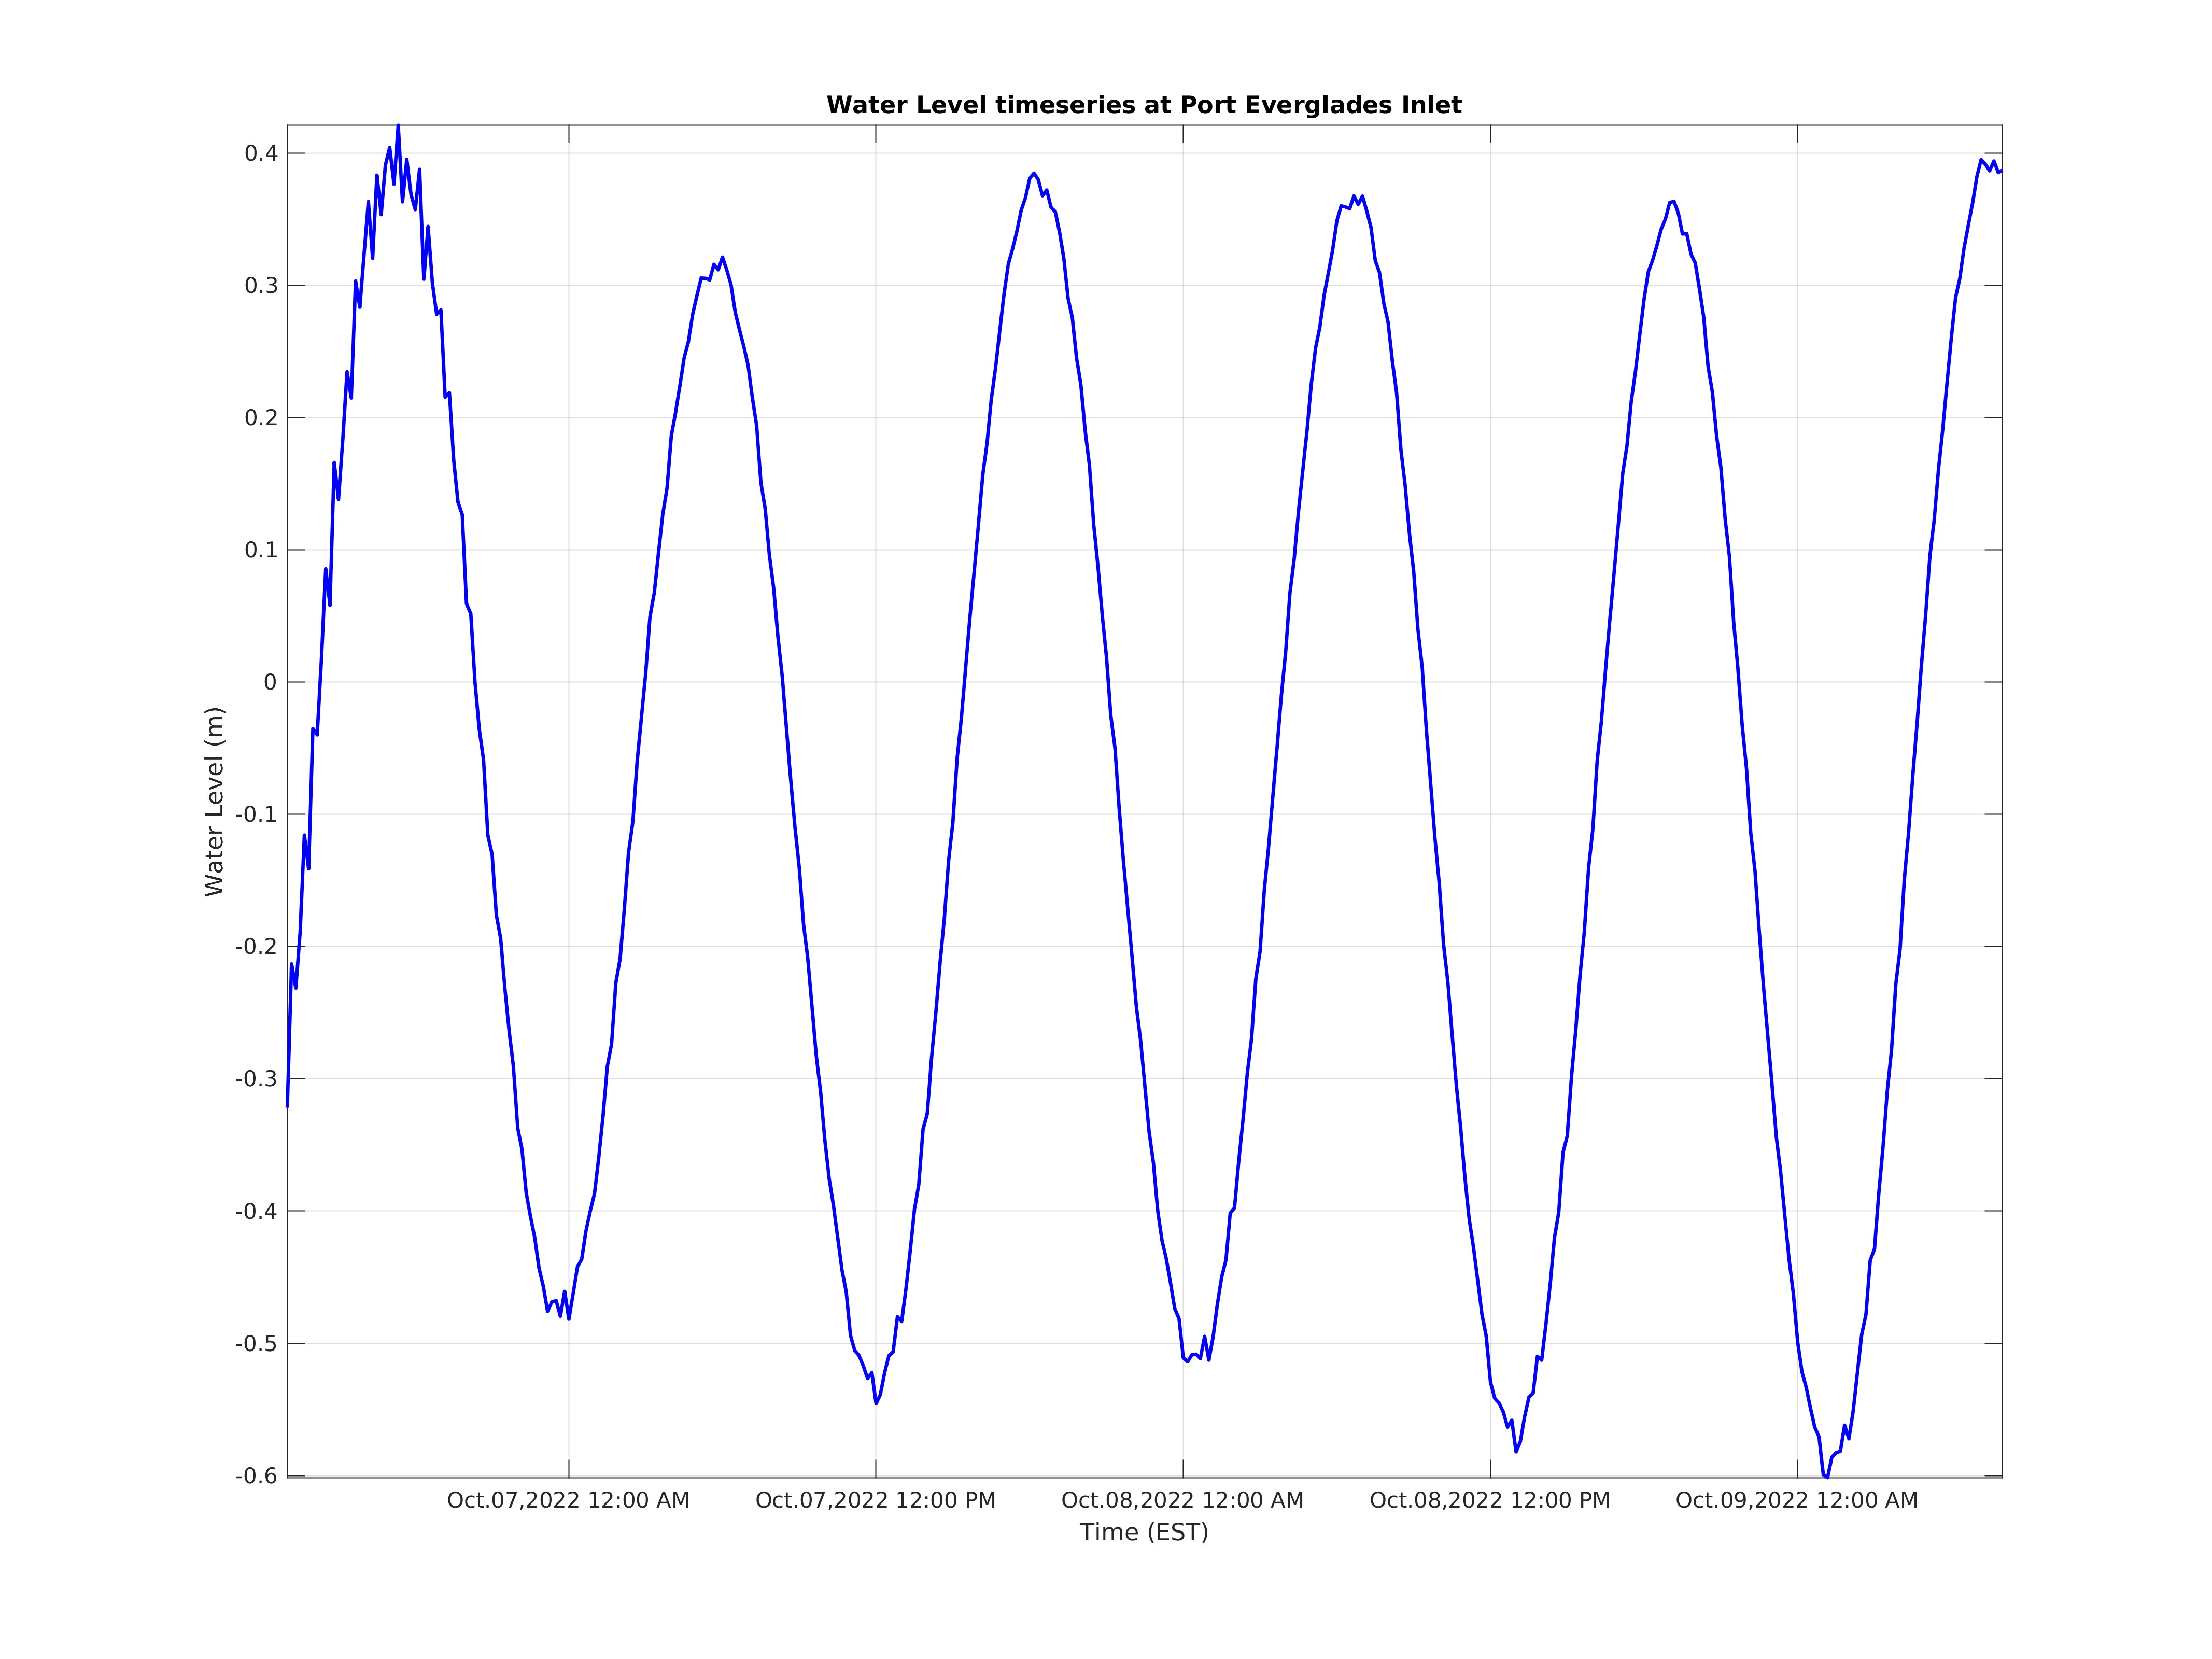 Water Level timeseries at Port Everglades Inlet
0.4
0.3
0.2
0.1
0
-0.1
-0.2
-0.3
-0.4
-0.5
-0.6
Water Level (m)
Oct.07,2022 12:00 AM
Oct.07,2022 12:00 PM
Oct.08,2022 12:00 AM
Oct.08,2022 12:00 PM
Oct.09,2022 12:00 AM
Time (EST)